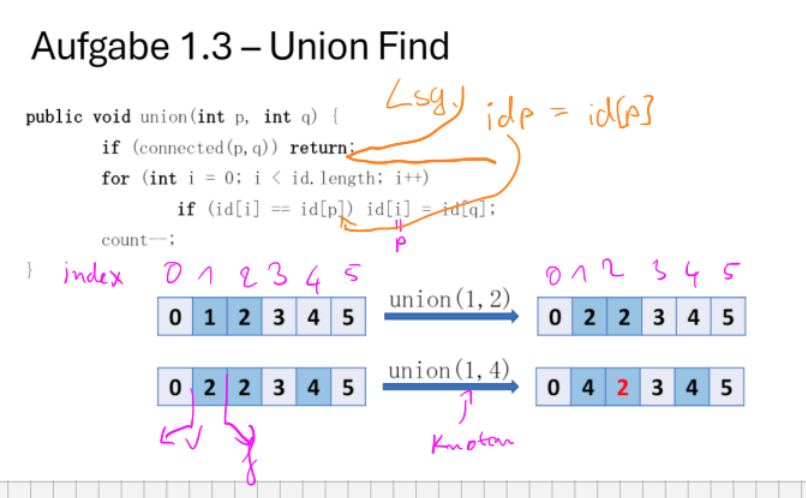 Aufgabe 1.3 – Union Find
Lsg.) idp = id[p]
public void union(int p, int q) {
if (connected(p,q)) return;
for (int i = 0; i < id.length; i++)
if (id[i] == id[p]) id[i] = id[q];
p
count--;
}
index 0 1 2 3 4 5
0 1 2 3 4 5
0 1 2 3 4 5
union(1,2)
0 2 2 3 4 5
0 2 2 3 4 5
union(1,4)
0 4 2 3 4 5
Knoten